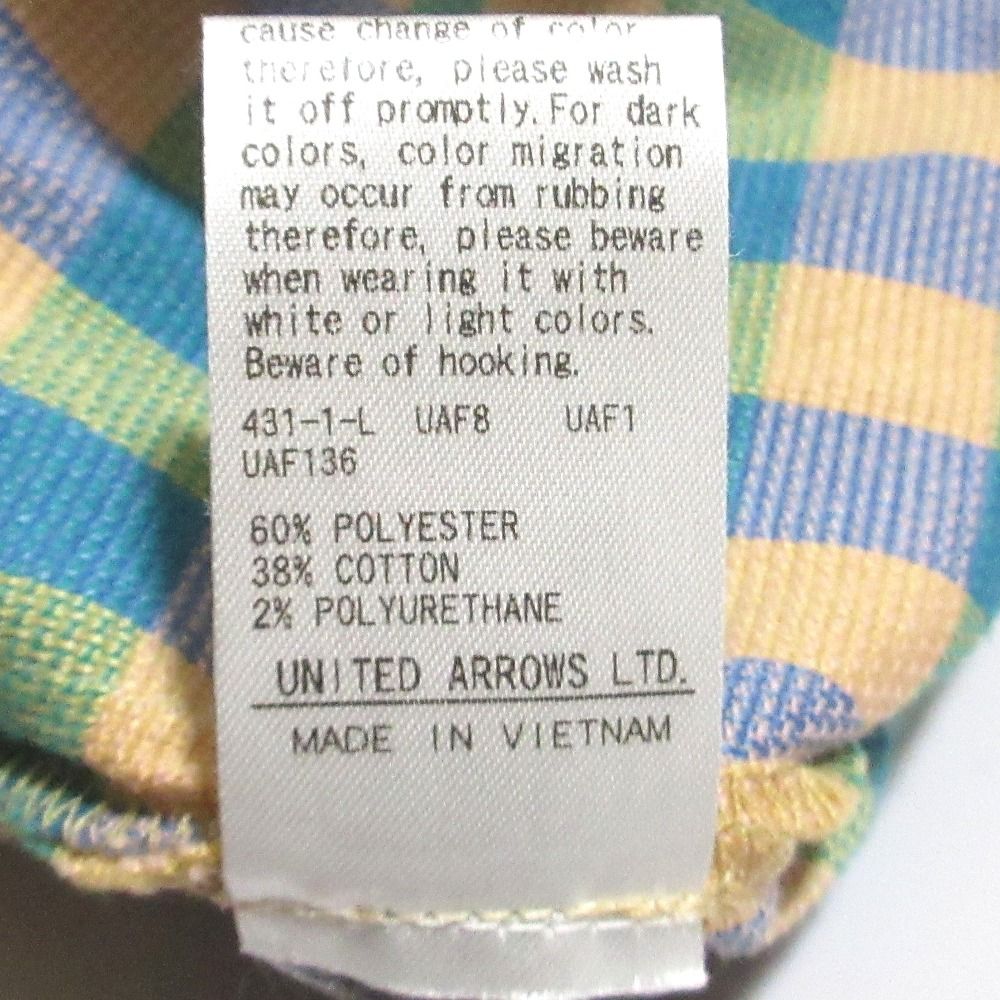 cause change of color
therefore, please wash
it off promptly. For dark
colors, color migration
may occur from rubbing
therefore, please beware
when wearing it with
white or light colors.
Beware of hooking.
431-1-L UAF8 UAF1
UAF136
60% POLYESTER
38% COTTON
2% POLYURETHANE
UNITED ARROWS LTD.
MADE IN VIETNAM